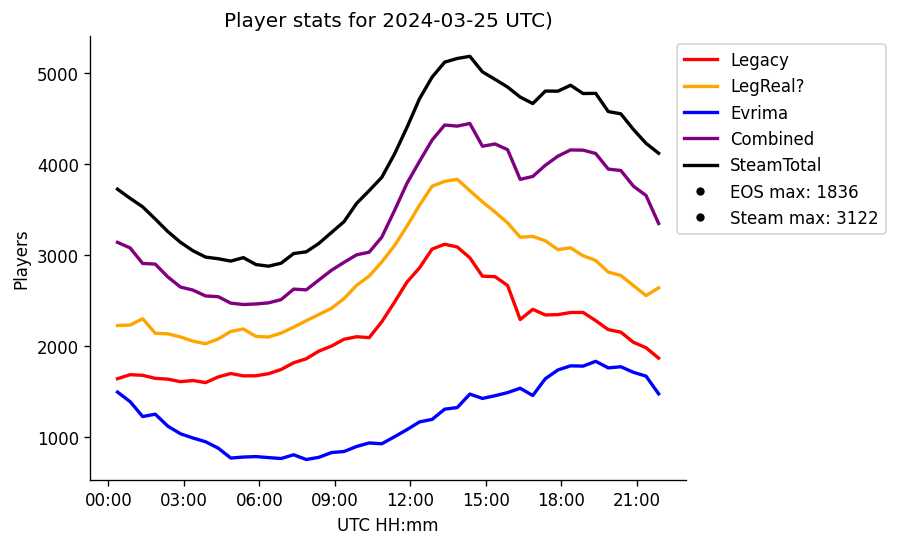 Player stats for 2024-03-25 UTC)
Legacy
LegReal?
Evrima
Combined
SteamTotal
EOS max: 1836
Steam max: 3122
Players
5000
4000
3000
2000
1000
00:00 03:00 06:00 09:00 12:00 15:00 18:00 21:00
UTC HH:mm